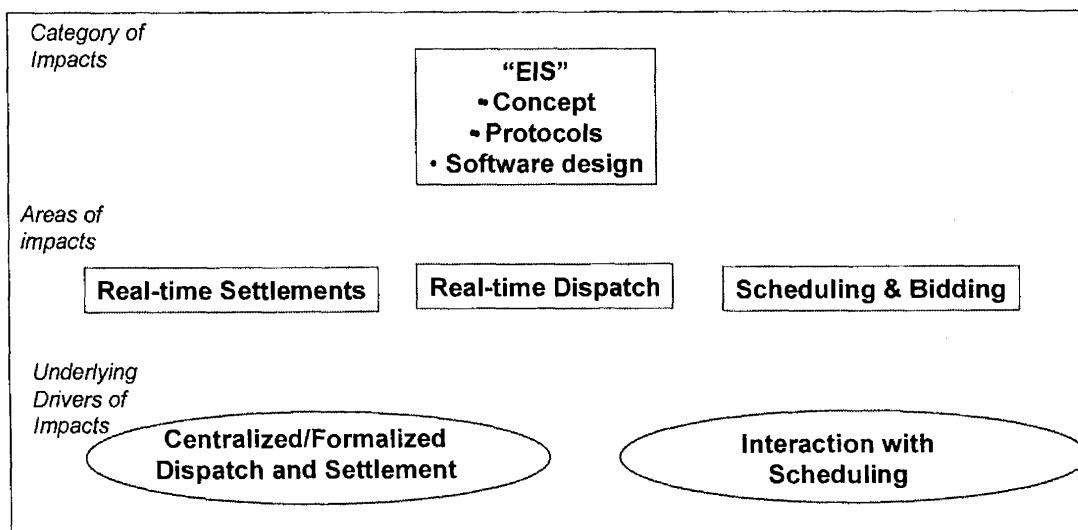 Category of
Impacts
“EIS”
• Concept
• Protocols
• Software design
Areas of
impacts
Real-time Settlements
Real-time Dispatch
Scheduling & Bidding
Underlying
Drivers of
Impacts
Centralized/Formalized
Dispatch and Settlement
Interaction with
Scheduling